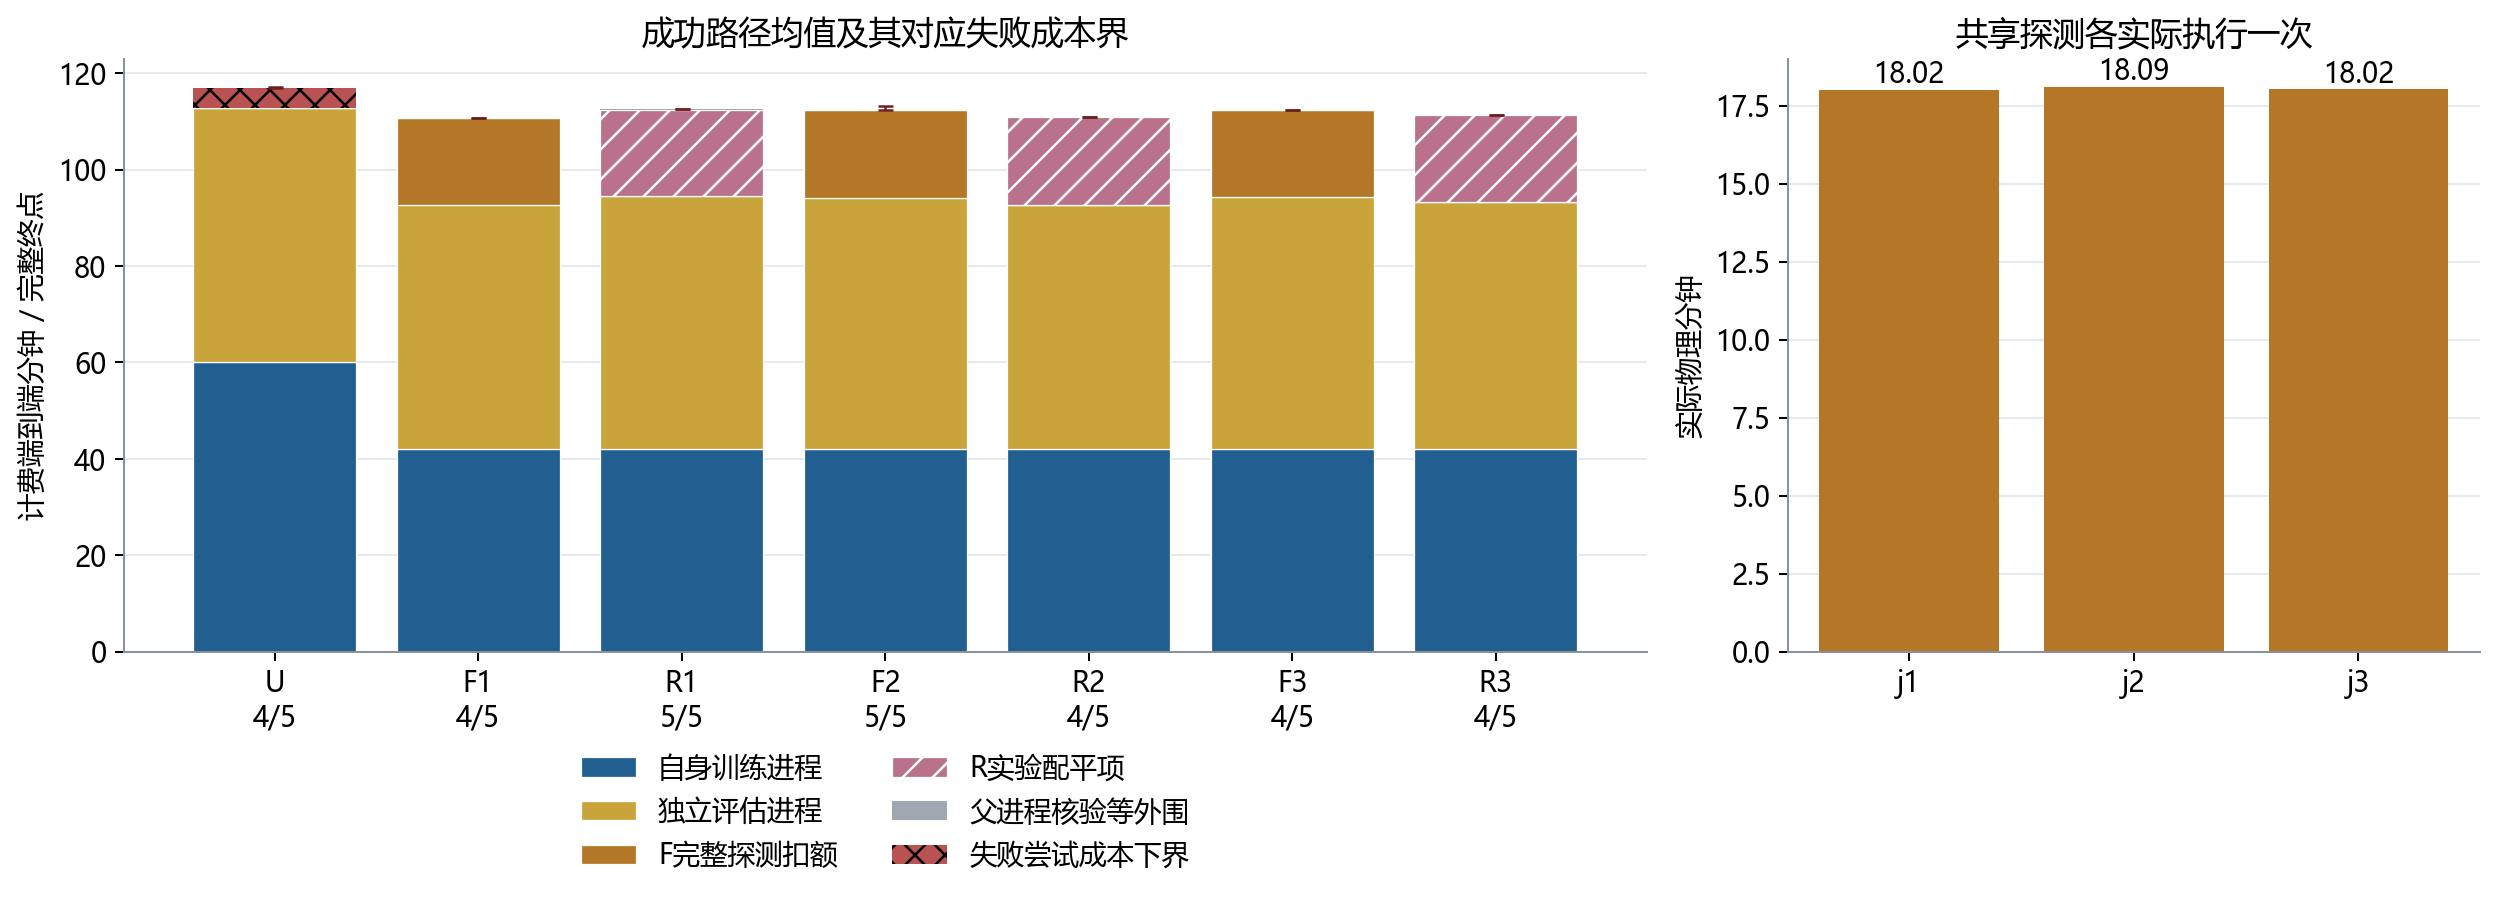 成功路径均值及其对应失败成本界
计费端到端分钟 / 完整终点
120
100
80
60
40
20
0
U
4/5
F1
4/5
R1
5/5
F2
5/5
R2
4/5
F3
4/5
R3
4/5
自身训练进程
独立评估进程
F完整探测扣额
R实验配平项
父进程核验等外围
失败尝试成本下界
共享探测各实际执行一次
实际物理分钟
17.5
15.0
12.5
10.0
7.5
5.0
2.5
0.0
18.02
18.09
18.02
j1
j2
j3